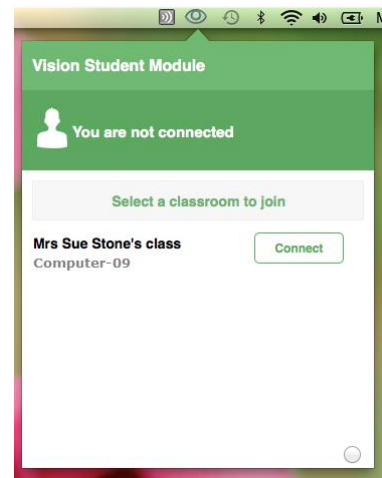 Vision Student Module
You are not connected
Select a classroom to join
Mrs Sue Stone's class
Connect
Computer-09